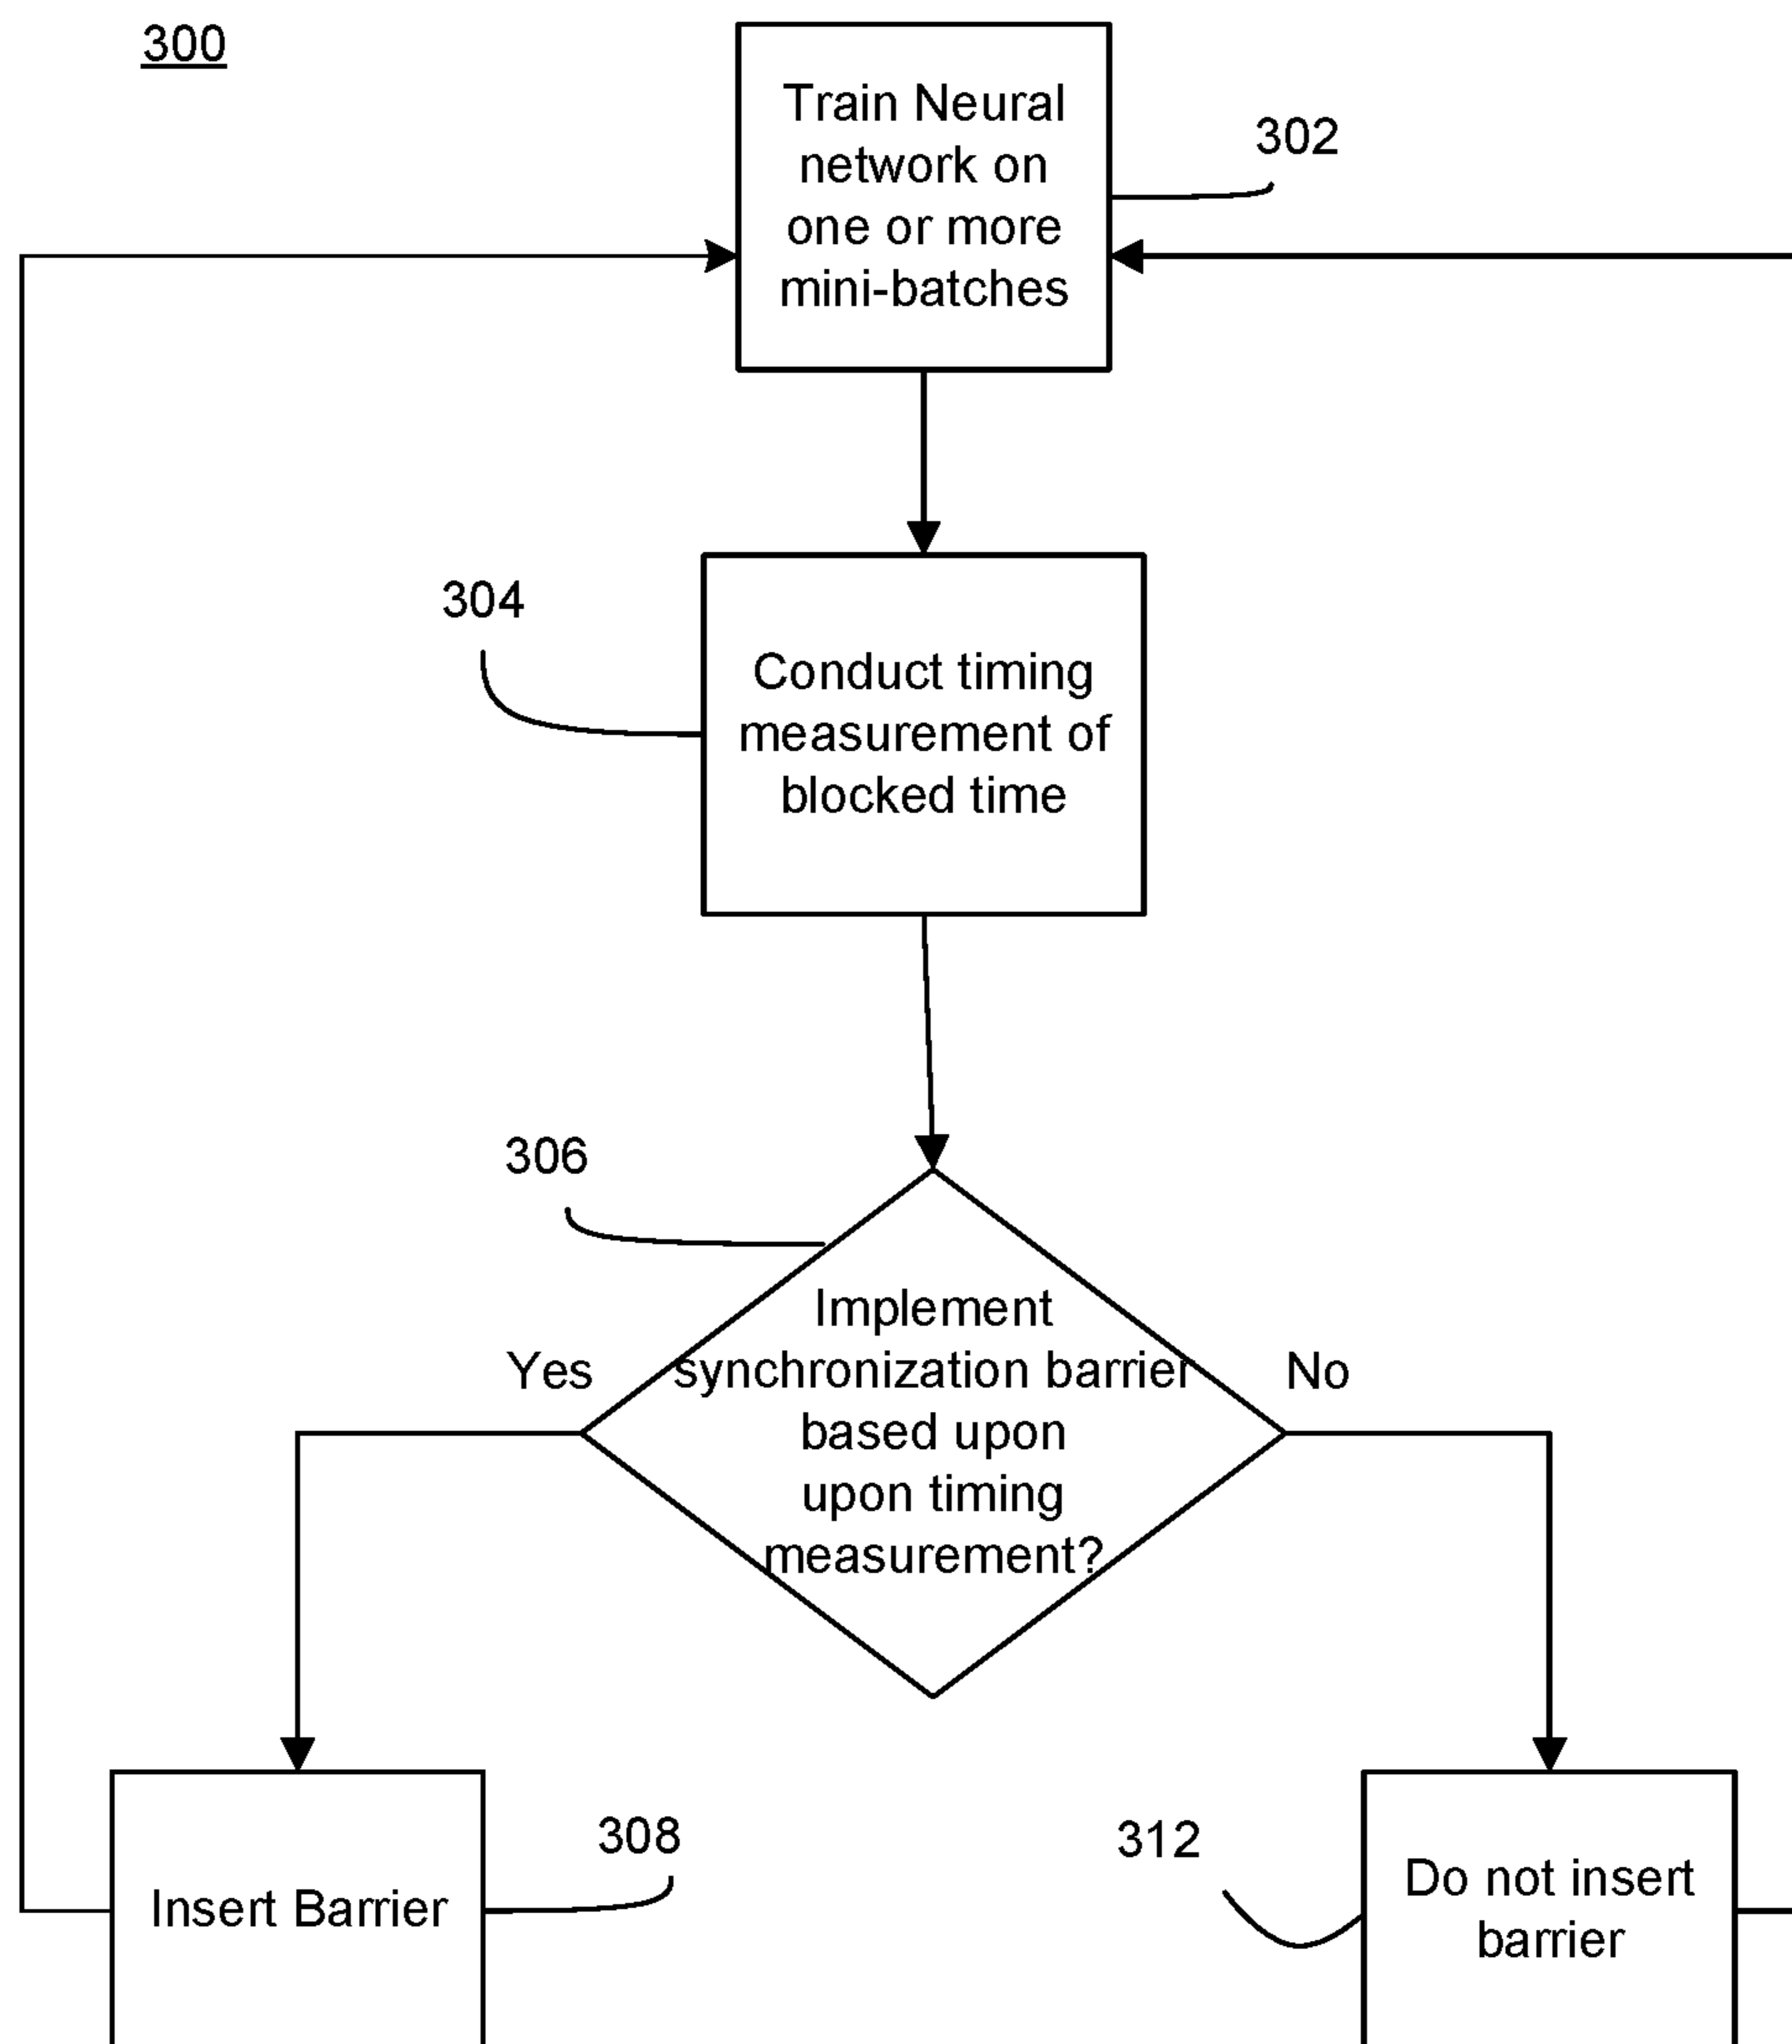 300
Train Neural
network on
one or more
mini-batches
302
304
Conduct timing
measurement of
blocked time
306
Implement
synchronization barrier
based upon
upon timing
measurement?
Yes
No
Insert Barrier
308
312
Do not insert
barrier